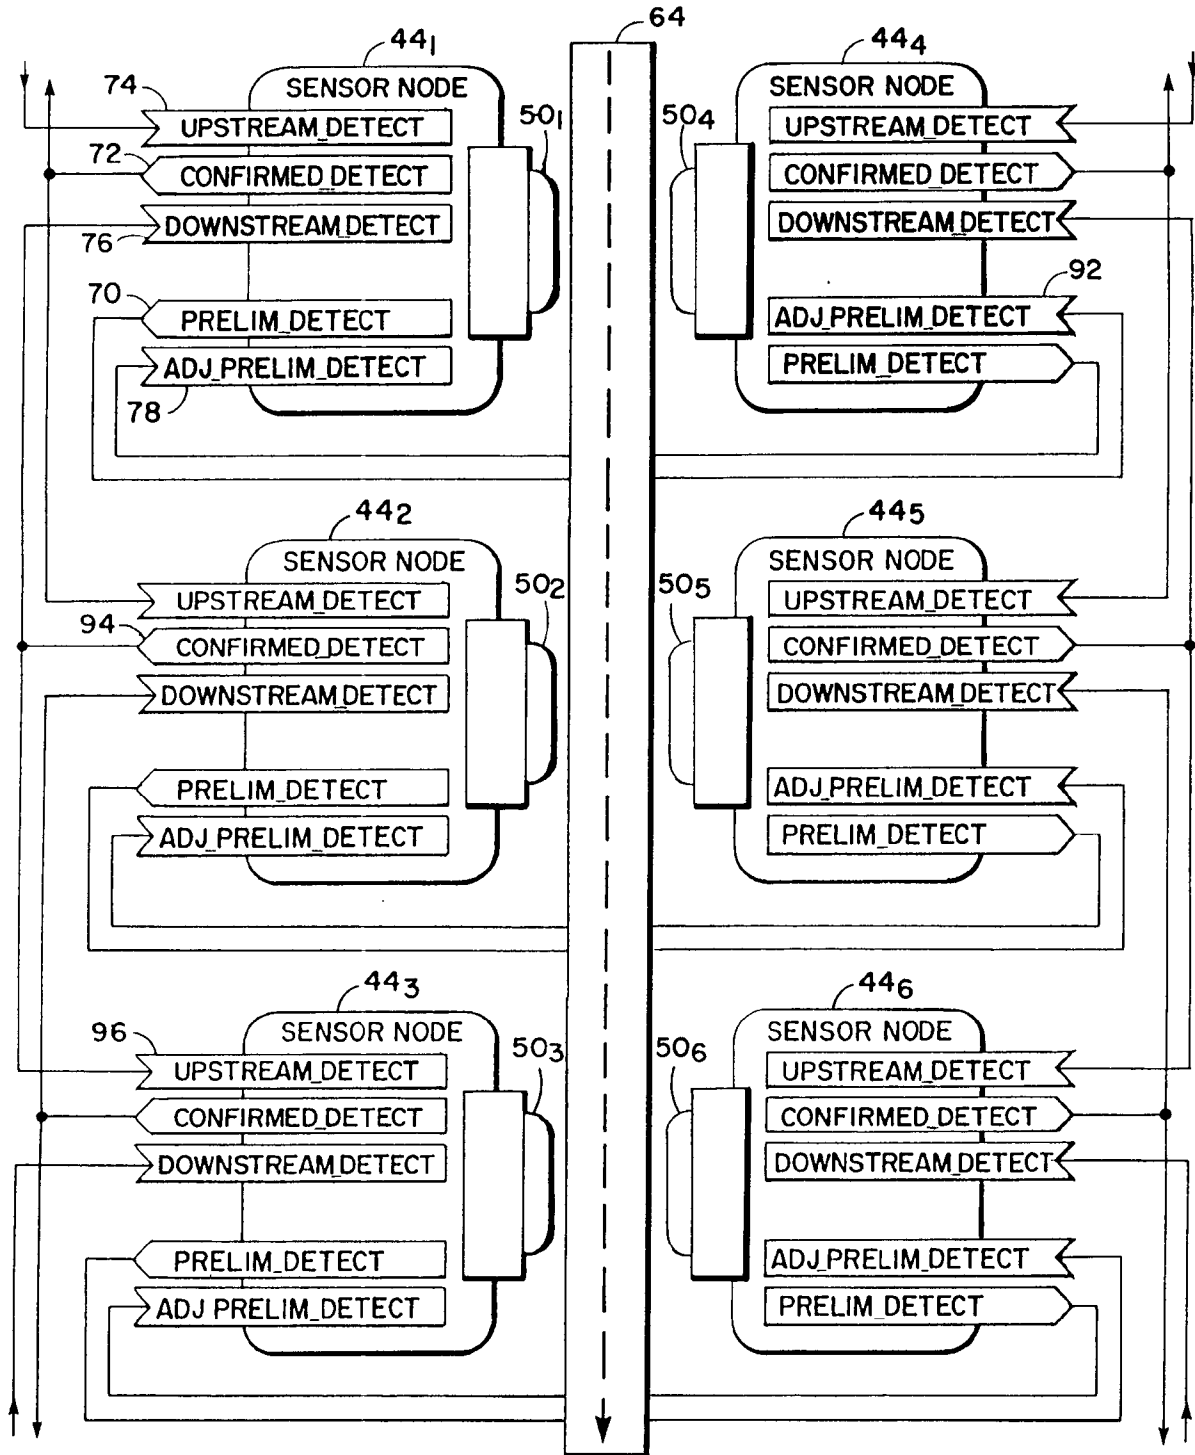 64
44₁
SENSOR NODE
74
UPSTREAM_DETECT
72
CONFIRMED_DETECT
DOWNSTREAM_DETECT
76
70
PRELIM_DETECT
ADJ_PRELIM_DETECT
78
50₁
44₄
SENSOR NODE
50₄
UPSTREAM_DETECT
CONFIRMED_DETECT
DOWNSTREAM_DETECT
92
ADJ_PRELIM_DETECT
PRELIM_DETECT
44₂
SENSOR NODE
UPSTREAM_DETECT
94
CONFIRMED_DETECT
DOWNSTREAM_DETECT
PRELIM_DETECT
ADJ_PRELIM_DETECT
50₂
44₅
SENSOR NODE
50₅
UPSTREAM_DETECT
CONFIRMED_DETECT
DOWNSTREAM_DETECT
ADJ_PRELIM_DETECT
PRELIM_DETECT
44₃
SENSOR NODE
96
UPSTREAM_DETECT
CONFIRMED_DETECT
DOWNSTREAM_DETECT
PRELIM_DETECT
ADJ PRELIM_DETECT
50₃
44₆
SENSOR NODE
50₆
UPSTREAM_DETECT
CONFIRMED_DETECT
DOWNSTREAM_DETECT
ADJ_PRELIM_DETECT
PRELIM_DETECT